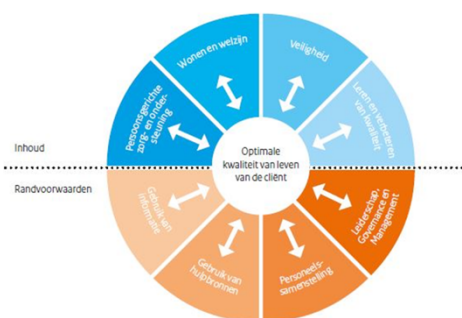 Wonen en welzijn
Veiligheid
Persoonsgerichte
zorg- en onder-
steuning
Leren en verbeteren
van kwaliteit
Inhoud
Optimale
kwaliteit van leven
van de cliënt
Randvoorwaarden
Gebruik van
informatie
Leiderschap,
Governance en
Management
Gebruik van
hulpbronnen
Personeels-
samenstelling